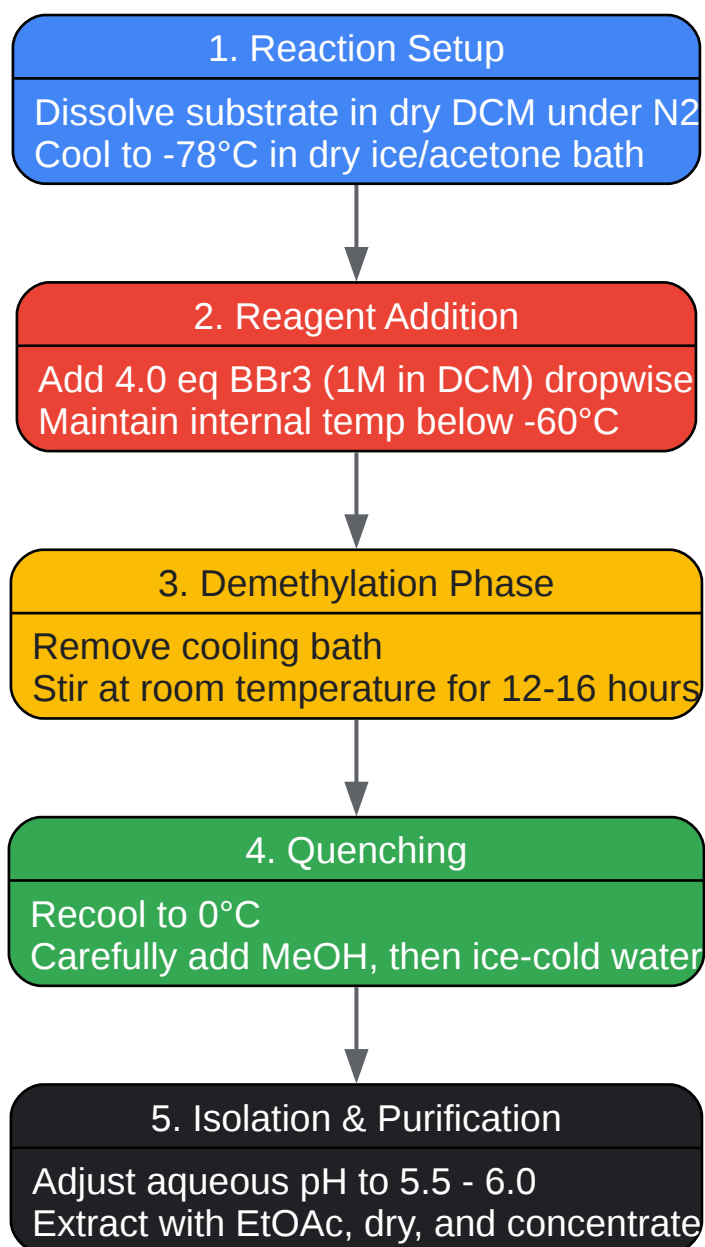 1. Reaction Setup
Dissolve substrate in dry DCM under N2
Cool to -78°C in dry ice/acetone bath
2. Reagent Addition
Add 4.0 eq BBr3 (1M in DCM) dropwise
Maintain internal temp below -60°C
3. Demethylation Phase
Remove cooling bath
Stir at room temperature for 12-16 hours
4. Quenching
Recool to 0°C
Carefully add MeOH, then ice-cold water
5. Isolation & Purification
Adjust aqueous pH to 5.5 - 6.0
Extract with EtOAc, dry, and concentrate